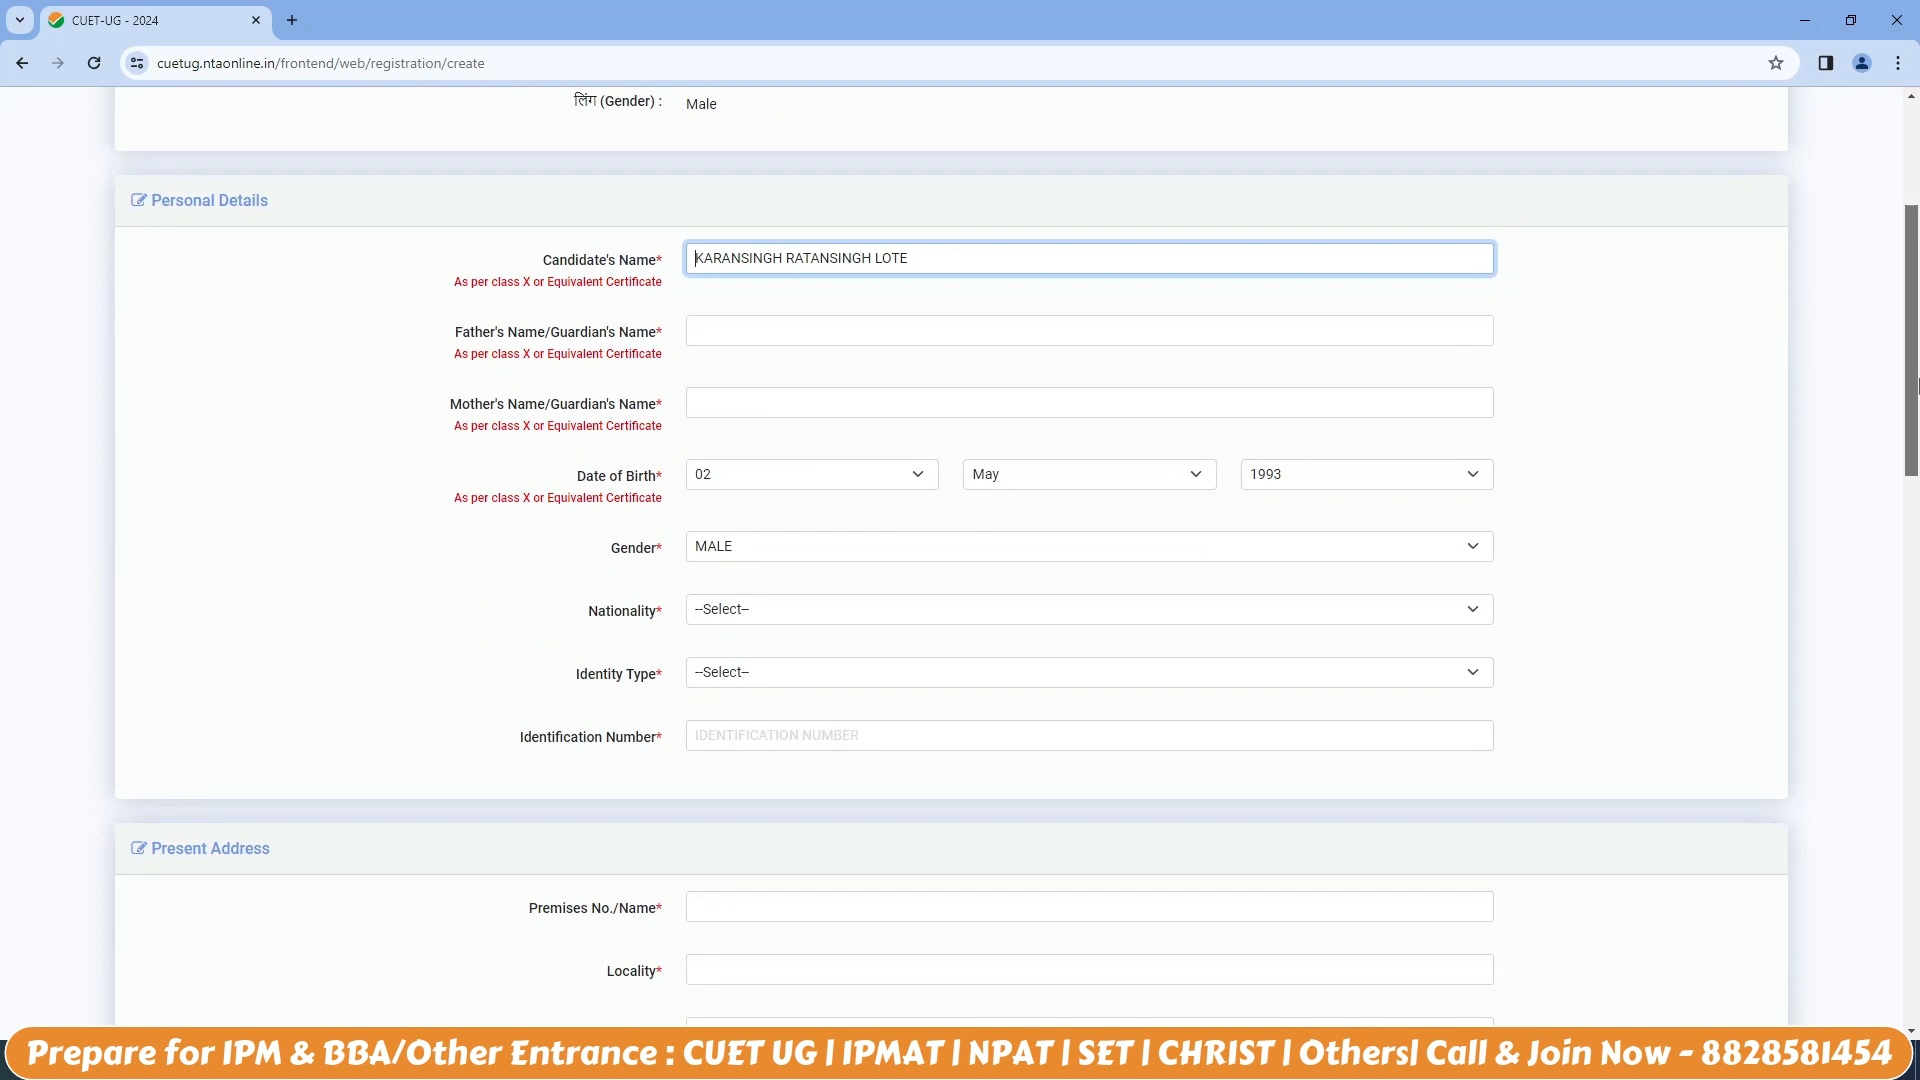 CUET-UG - 2024
cuetug.ntaonline.in/frontend/web/registration/create
लिंग (Gender) : Male
Personal Details
Candidate's Name* KARANSINGH RATANSINGH LOTE
As per class X or Equivalent Certificate
Father's Name/Guardian's Name*
As per class X or Equivalent Certificate
Mother's Name/Guardian's Name*
As per class X or Equivalent Certificate
Date of Birth* 02 May 1993
As per class X or Equivalent Certificate
Gender* MALE
Nationality* --Select--
Identity Type* --Select--
Identification Number* IDENTIFICATION NUMBER
Present Address
Premises No./Name*
Locality*
Prepare for IPM & BBA/Other Entrance : CUET UG | IPMAT | NPAT | SET | CHRIST | Others| Call & Join Now - 8828581454